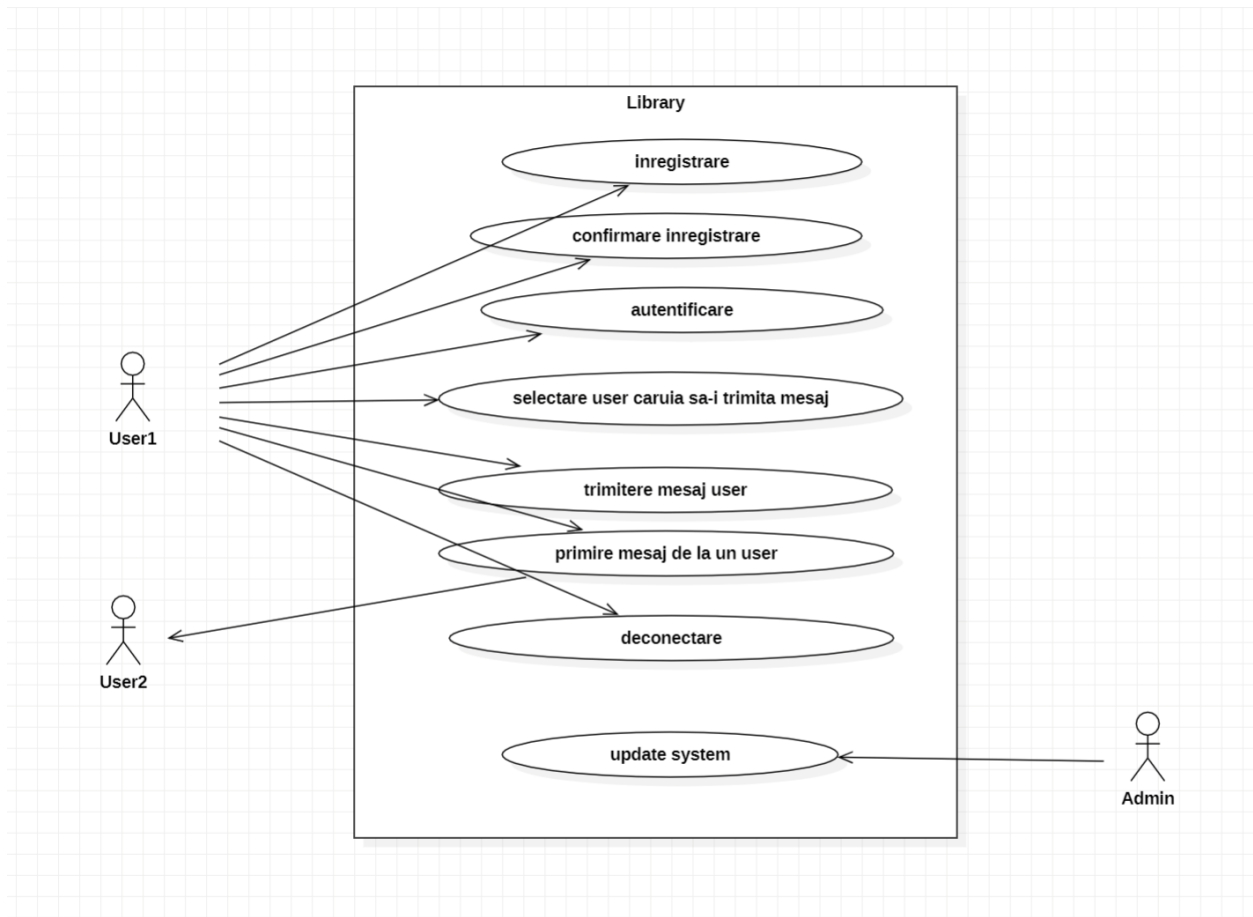 Library
inregistrare
confirmare inregistrare
autentificare
selectare user caruia sa-i trimita mesaj
User1
trimitere mesaj user
primire mesaj de la un user
deconectare
User2
update system
Admin